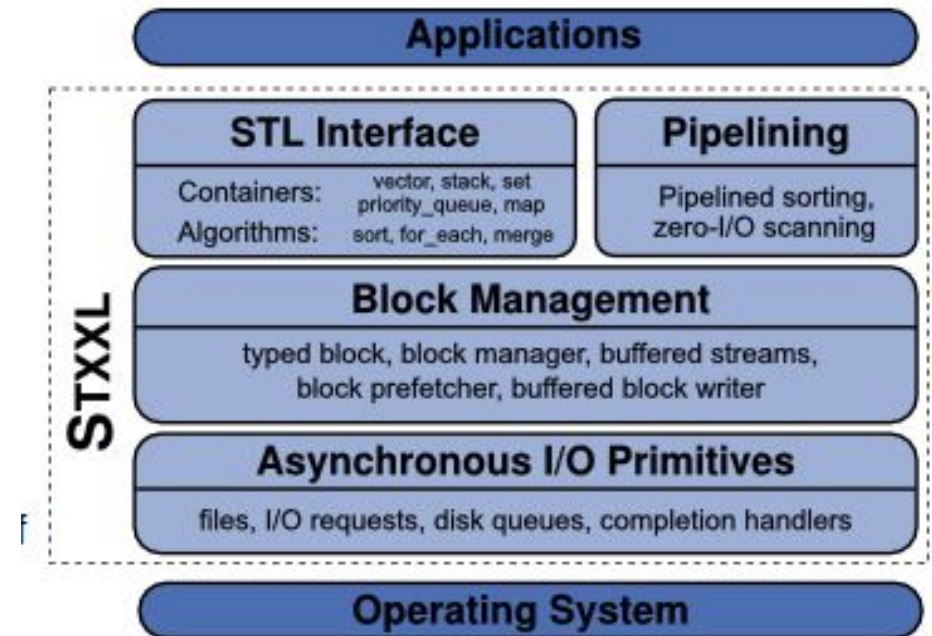 Applications
STL Interface
Containers:
vector, stack, set
priority_queue, map
Algorithms:
sort, for_each, merge
Pipelining
Pipelined sorting,
zero-I/O scanning
STXXL
Block Management
typed block, block manager, buffered streams,
block prefetcher, buffered block writer
Asynchronous I/O Primitives
files, I/O requests, disk queues, completion handlers
f
Operating System